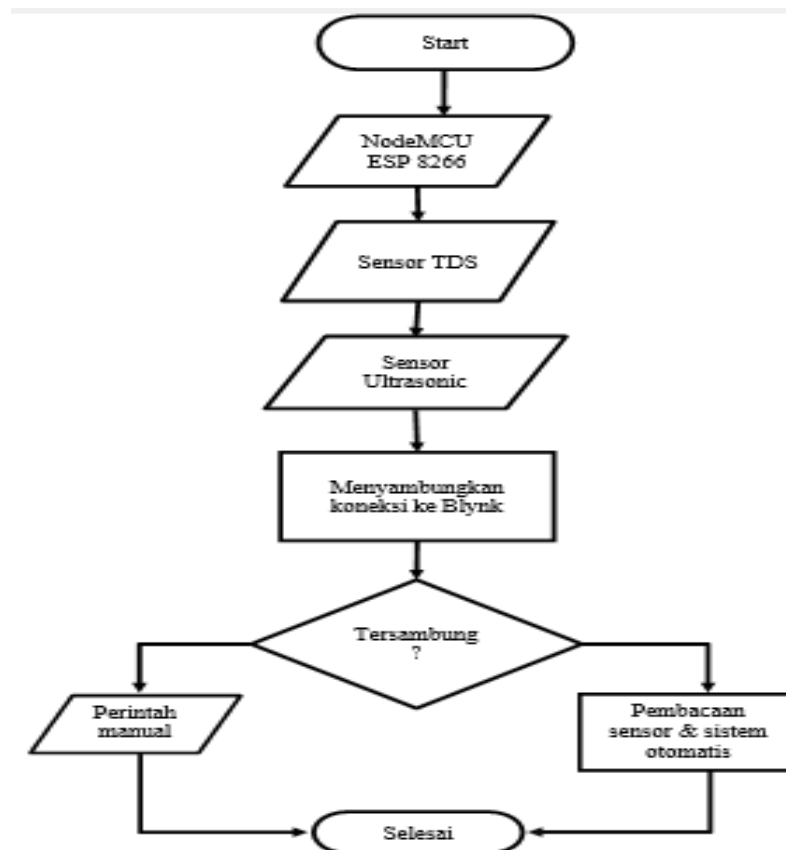 Start
NodeMCU
ESP 8266
Sensor TDS
Sensor
Ultrasonic
Menyambungkan
koneksi ke Blynk
Tersambung
?
Perintah
manual
Pembacaan
sensor & sistem
otomatis
Selesai